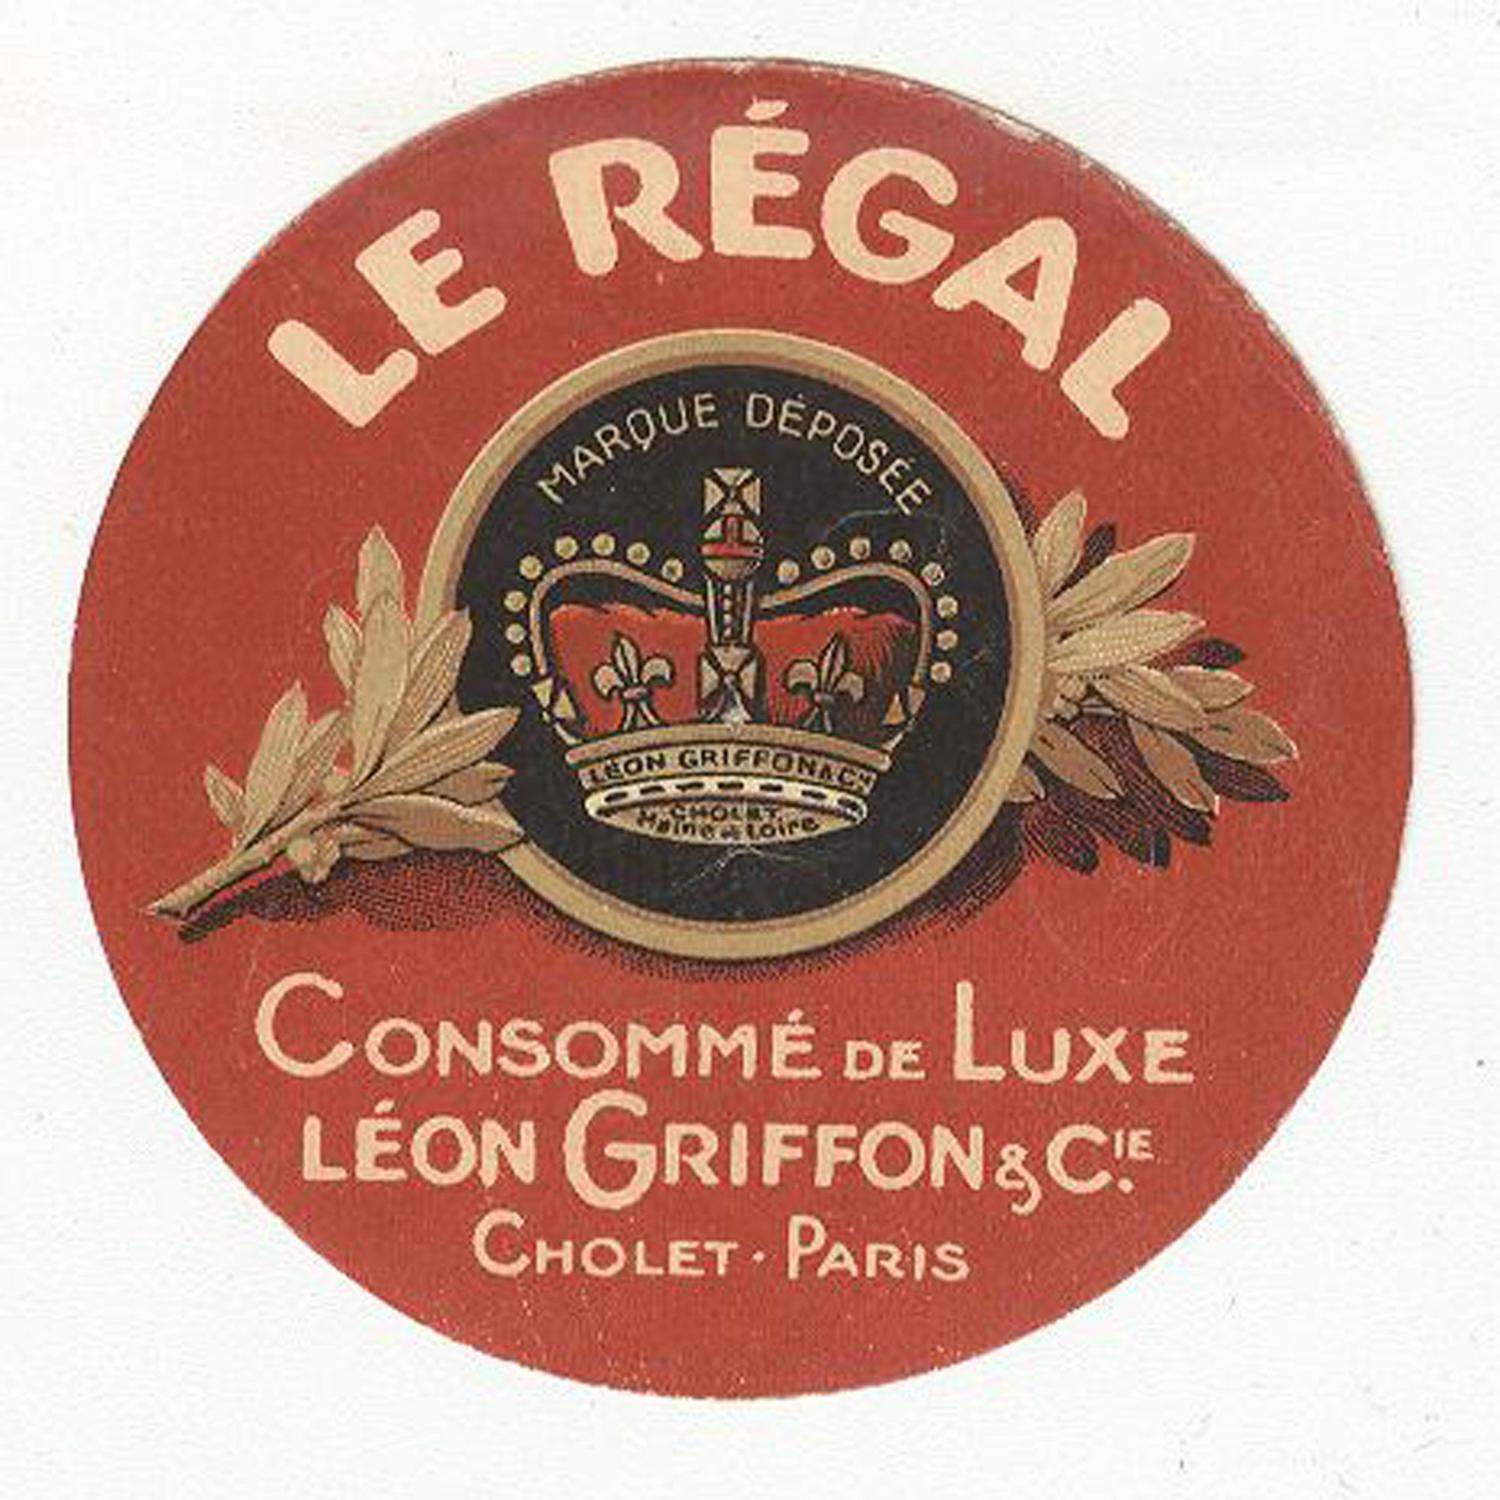 LE RÉGAL
MARQUE DÉPOSÉE
LÉON GRIFFON & Cie
CHOLET
Maine et Loire
CONSOMMÉ DE LUXE
LÉON GRIFFON & CIE.
CHOLET · PARIS